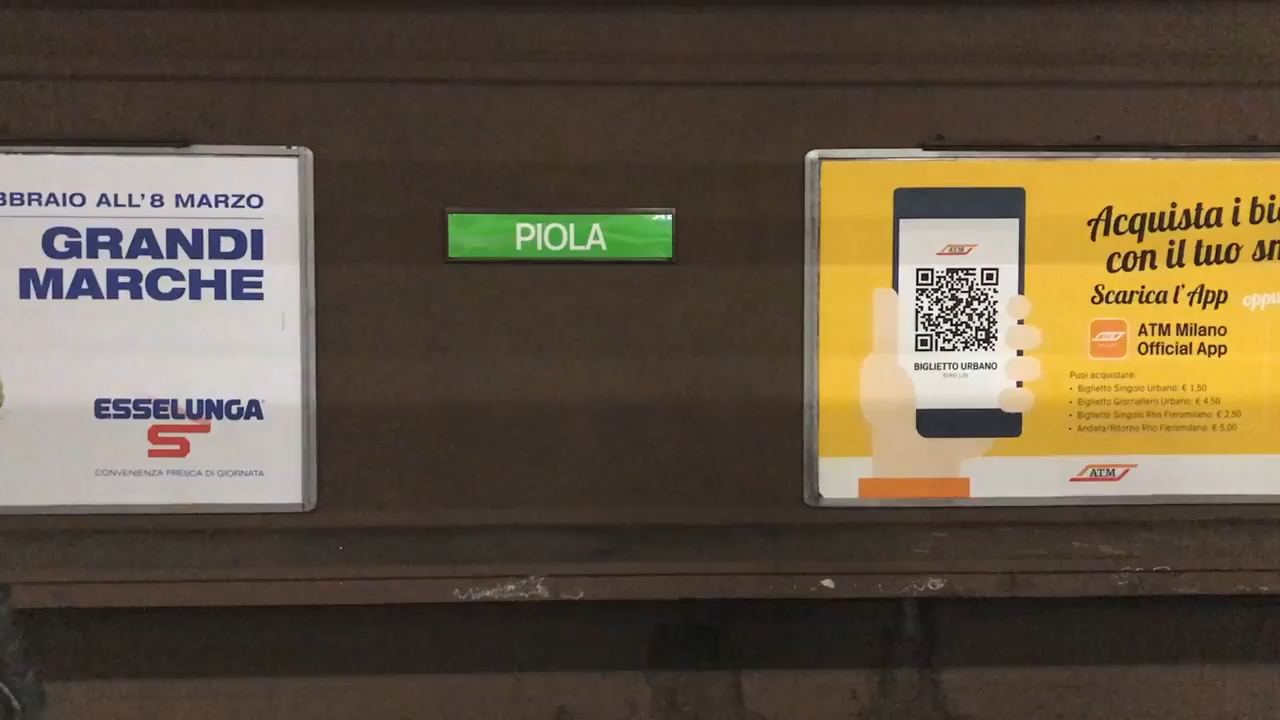 BBRAIO ALL'8 MARZO
GRANDI
MARCHE
ESSELUNGA
S
CONVENIENZA FRESCA DI GIORNATA
PIOLA
ATM
BIGLIETTO URBANO
Acquista i
con il tuo
Scarica l'App
ATM Milano
Official App
Puoi acquistare:
• Biglietto Singolo Urbano: € 1,50
• Biglietto Giornaliero Urbano: € 4,50
• Biglietto Singolo Rho Fieramilano: € 2,50
• Andata/Ritorno Rho Fieramilano: € 5,00
ATM